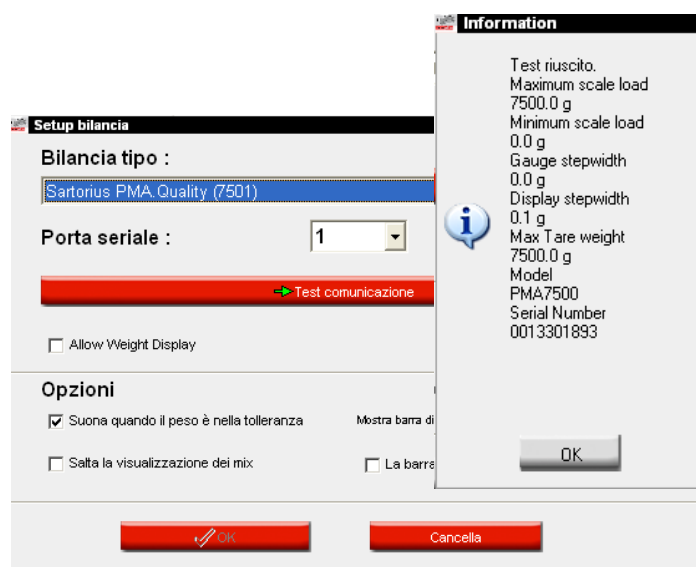 Information
Test riuscito.
Maximum scale load
7500.0 g
Minimum scale load
0.0 g
Gauge stepwidth
0.0 g
Display stepwidth
0.1 g
Max Tare weight
7500.0 g
Model
PMA7500
Serial Number
0013301893
OK
Setup bilancia
Bilancia tipo :
Sartorius PMA.Quality (7501)
Porta seriale :
1
Test comunicazione
Allow Weight Display
Opzioni
Suona quando il peso è nella tolleranza
Mostra barra di
Salta la visualizzazione dei mix
La barra
OK
Cancella